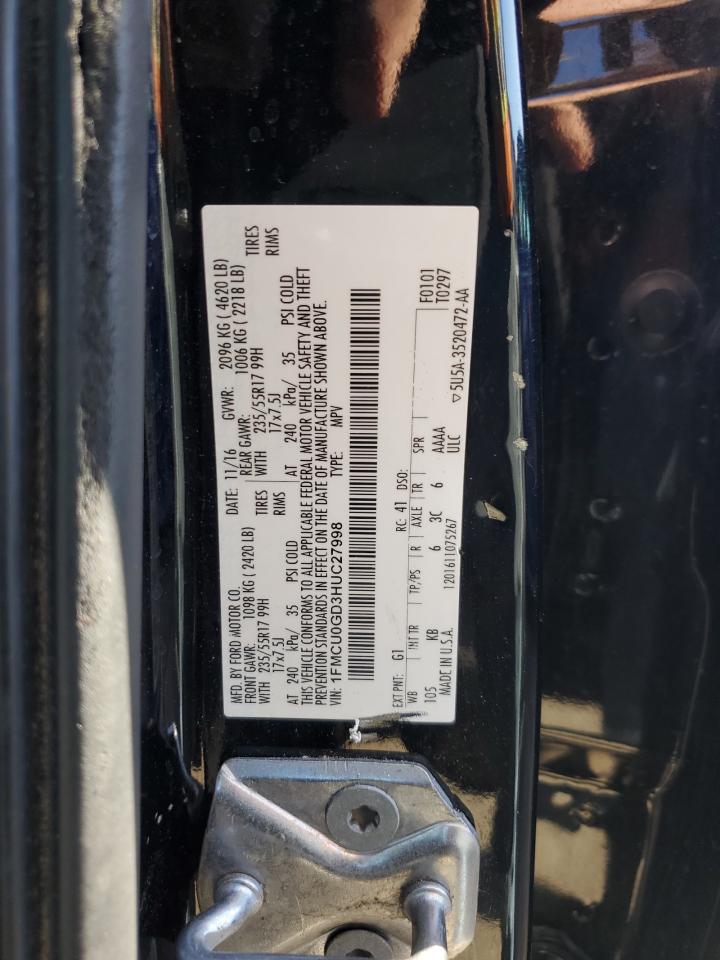 MFD. BY FORD MOTOR CO. DATE: 11/16 GVWR: 2096 KG ( 4620 LB)
FRONT GAWR: 1098 KG ( 2420 LB) REAR GAWR: 1006 KG ( 2218 LB)
WITH 235/55R17 99H TIRES WITH 235/55R17 99H TIRES
17x7.5J RIMS 17x7.5J RIMS
AT 240 kPa/ 35 PSI COLD AT 240 kPa/ 35 PSI COLD
THIS VEHICLE CONFORMS TO ALL APPLICABLE FEDERAL MOTOR VEHICLE SAFETY AND THEFT
PREVENTION STANDARDS IN EFFECT ON THE DATE OF MANUFACTURE SHOWN ABOVE.
VIN: 1FMCU0GD3HUC27998 TYPE: MPV
EXT PNT: G1 RC: 41 DSO: F0101
WB INT TR TP/PS R AXLE TR SPR T0297
105 KB 6 3C 6 AAAA
MADE IN U.S.A. 1201611075267 ULC ▽5U5A-3520472-AA